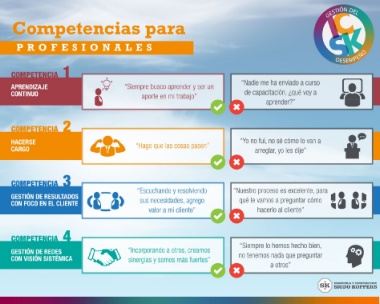 Competencias para
PROFESIONALES
GESTIÓN DEL
DESEMPEÑO
COMPETENCIA 1
APRENDIZAJE
CONTINUO
"Siempre busco aprender y ser un
aporte en mi trabajo"
"Nadie me ha enviado a curso
de capacitación. ¿qué voy a
aprender?"
COMPETENCIA 2
HACERSE
CARGO
"Hago que las cosas pasen"
"Yo no fui, no sé cómo lo van a
arreglar, yo les dije"
COMPETENCIA 3
GESTIÓN DE RESULTADOS
CON FOCO EN EL CLIENTE
"Escuchando y resolviendo
sus necesidades, agrego
valor a mi cliente"
"Nuestro proceso es excelente, para
qué le vamos a preguntar cómo
hacerlo al cliente"
COMPETENCIA 4
GESTIÓN DE REDES
CON VISIÓN SISTÉMICA
"Incorporando a otros, creamos
sinergias y somos más fuertes"
"Siempre lo hemos hecho bien,
no tenemos nada que preguntar
a otros"